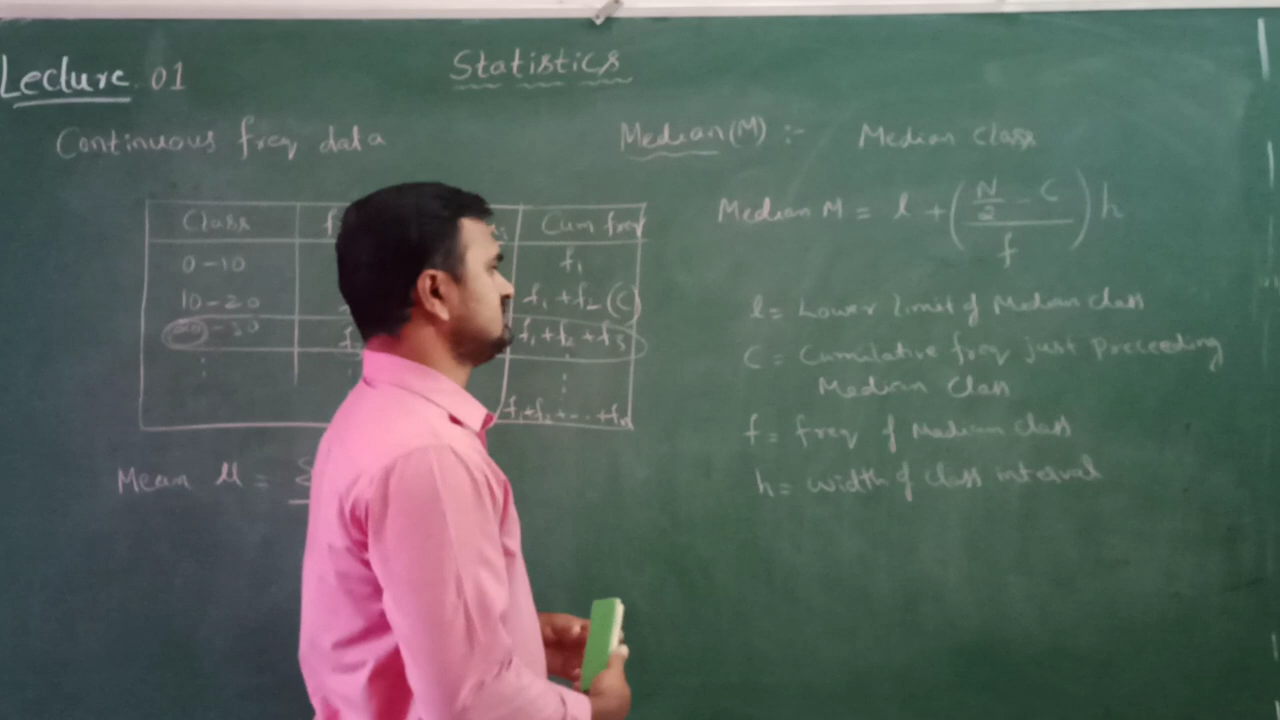 Lecture 01
Statistics
Continuous freq data
Class f Cum freq
0-10 f1
10-20 f1+f2 (C)
20-30 f1+f2+f3
:
f1+f2+...+fn
Mean μ =
Median (M) :- Median Class
Median M = l + ( (N/2 - C) / f ) h
l = Lower limit of Median class
C = Cumulative freq just Preceeding
Median Class
f = freq of Median class
h = width of class interval